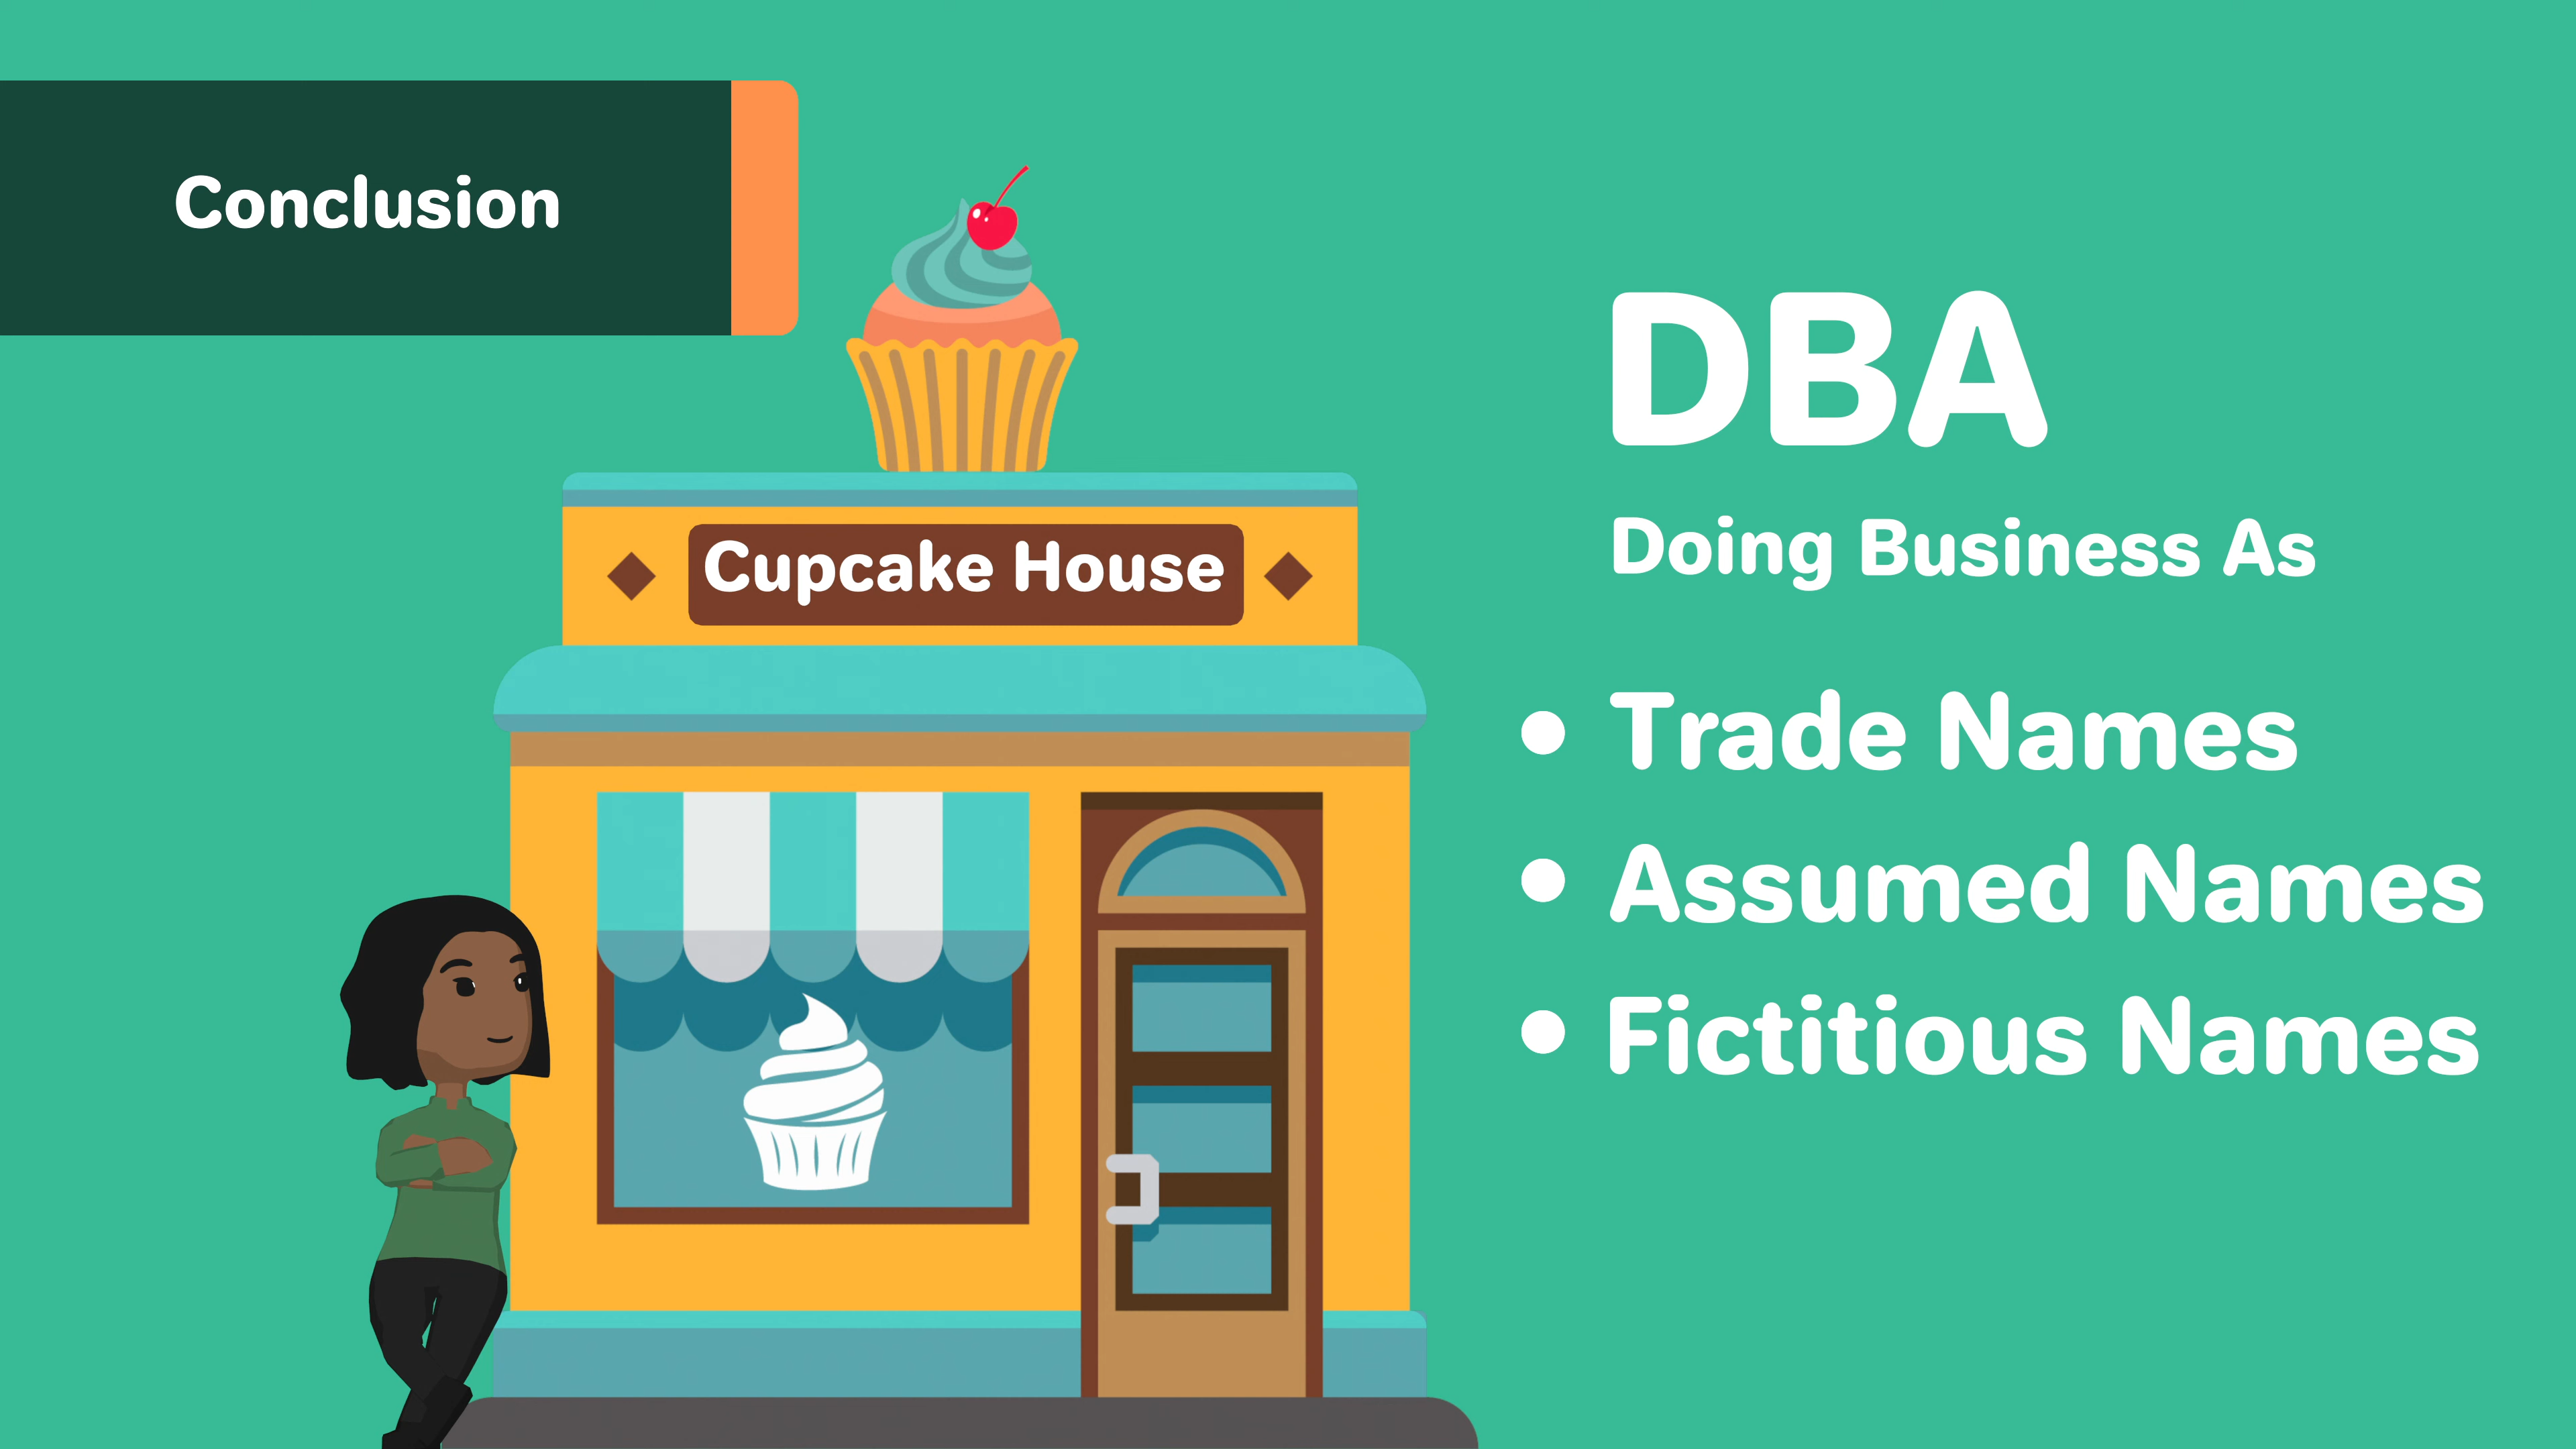 Conclusion
Cupcake House
DBA
Doing Business As
• Trade Names
• Assumed Names
• Fictitious Names